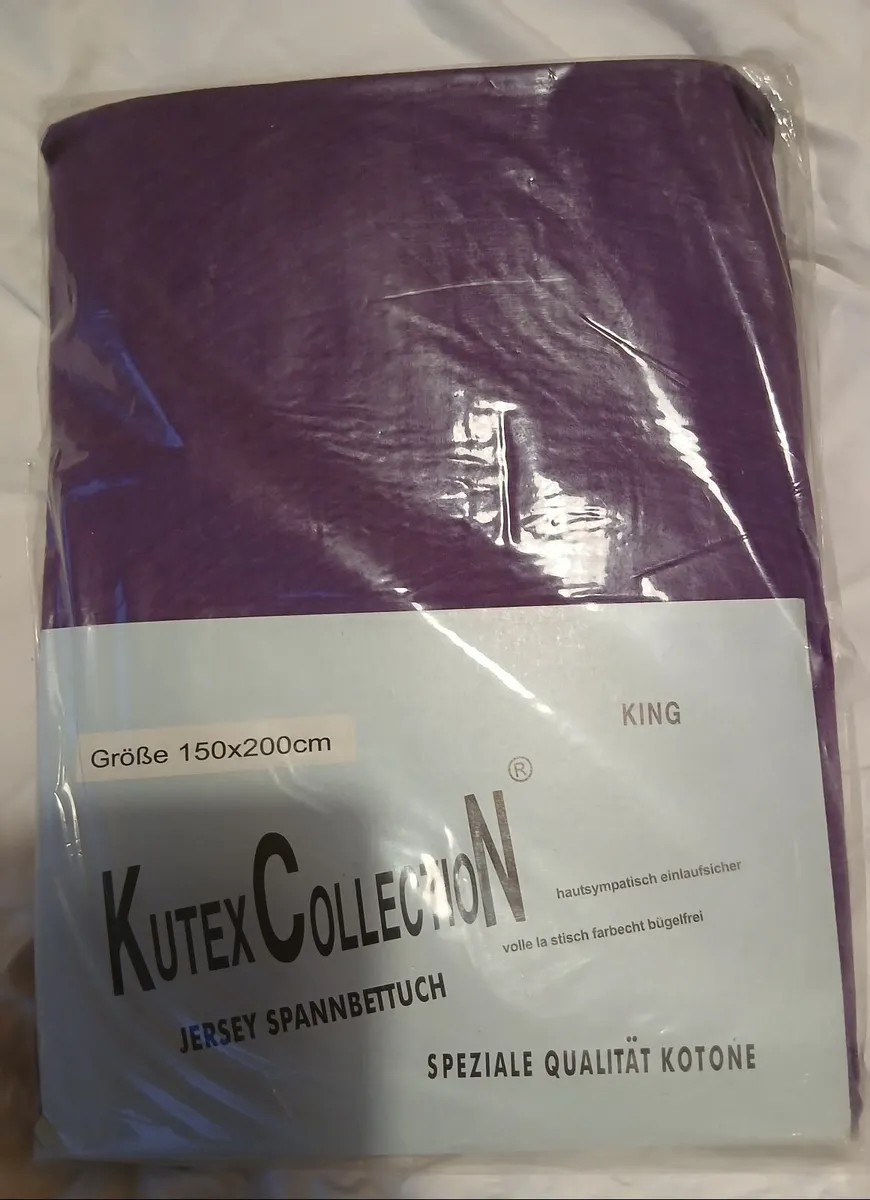 KING
Größe 150x200cm
KUTEXCOLLECTION®
hautsympatisch einlaufsicher
volle la stisch farbecht bügelfrei
JERSEY SPANNBETTUCH
SPEZIALE QUALITÄT KOTONE